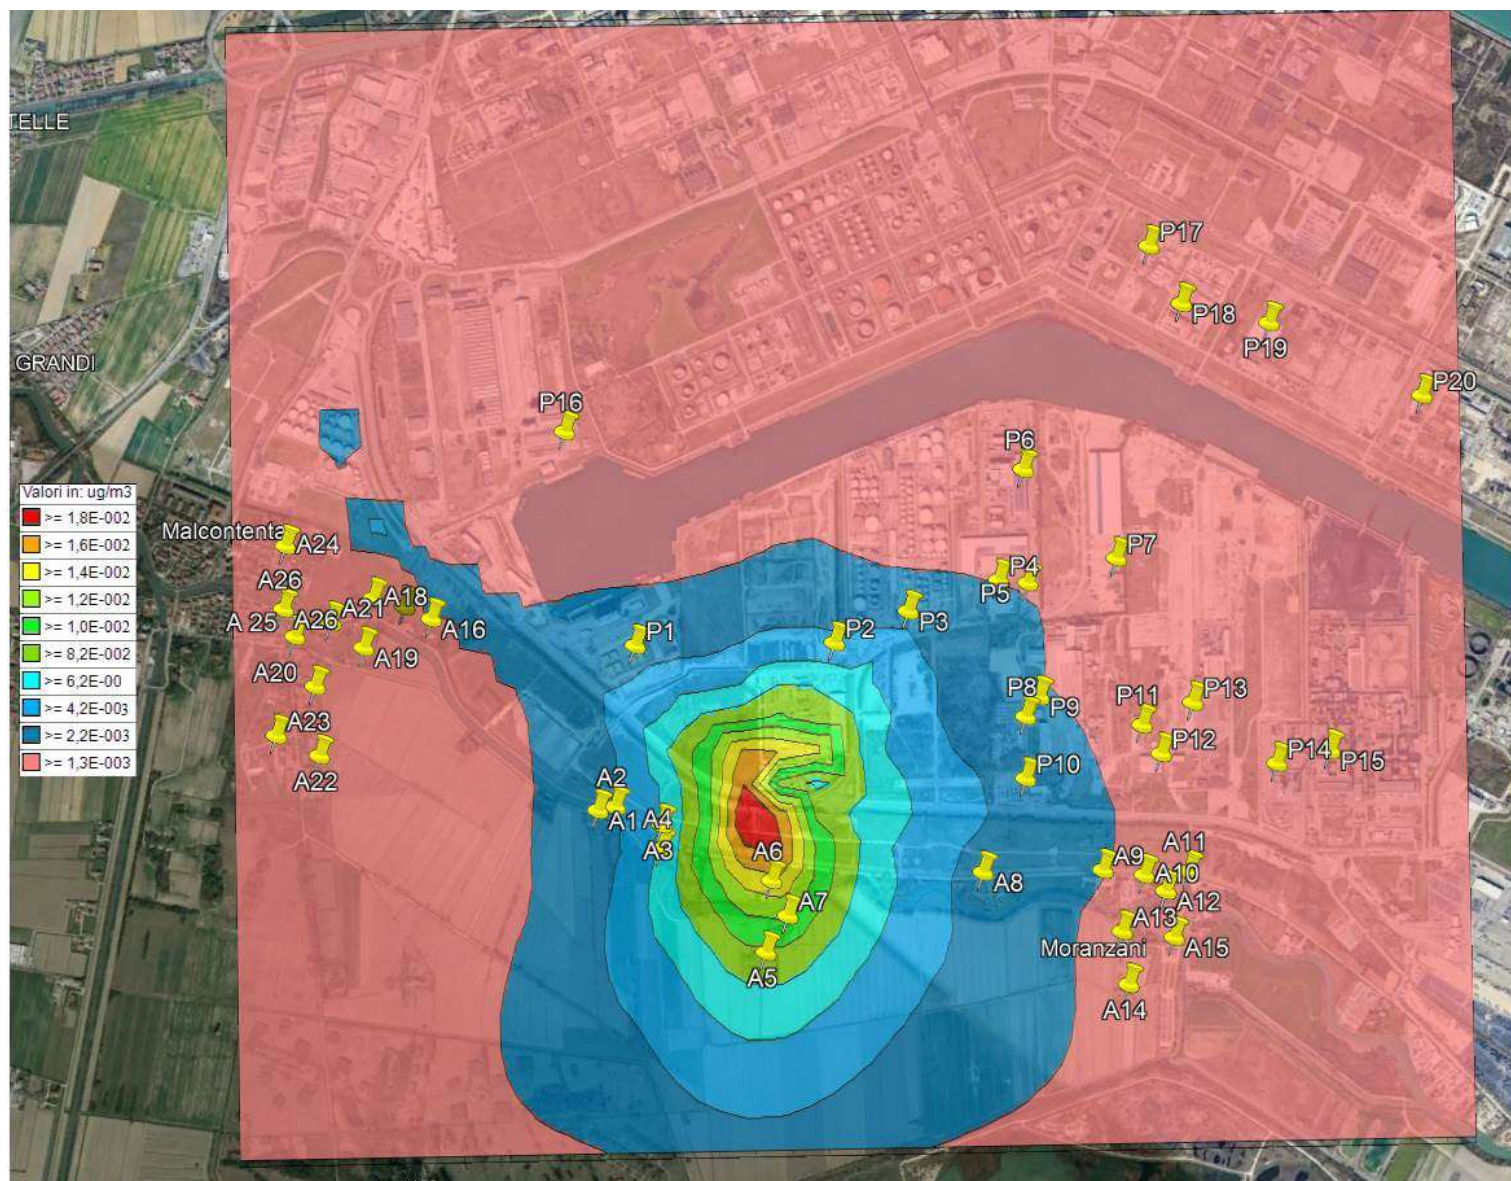 TELLE
P17
P18
P19
GRANDI
P20
P16
P6
Valori in: ug/m3
>= 1,8E-002
>= 1,6E-002
>= 1,4E-002
>= 1,2E-002
>= 1,0E-002
>= 8,2E-002
>= 6,2E-00
>= 4,2E-003
>= 2,2E-003
>= 1,3E-003
Malcontenta
A24
P7
P4
P5
A26
A18
A21
A26
A 25
A16
P3
P1
P2
A19
A20
P8
P9
P11
P13
A23
P12
A22
P14
P15
P10
A2
A1
A4
A3
A6
A9
A11
A10
A8
A12
A7
A13
Moranzani
A15
A5
A14